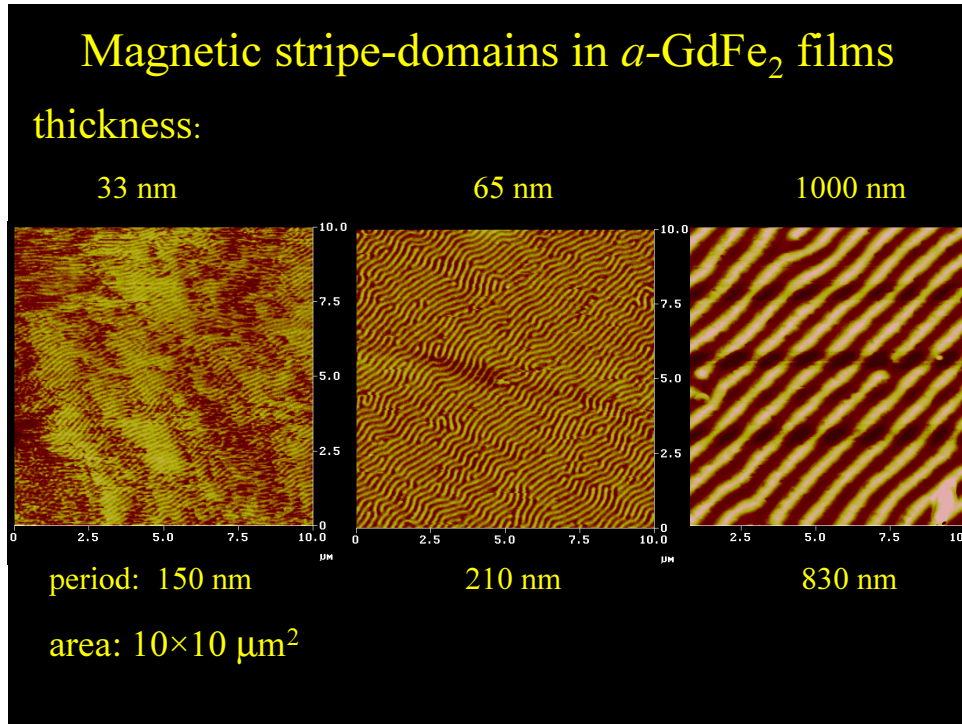 Magnetic stripe-domains in a-GdFe₂ films
thickness:
33 nm 65 nm 1000 nm
10.0
7.5
5.0
2.5
0
0 2.5 5.0 7.5 10.0
μM
10.0
7.5
5.0
2.5
0
0 2.5 5.0 7.5 10.0
μM
2.5 5.0 7.5 10.0
period: 150 nm 210 nm 830 nm
area: 10×10 μm²